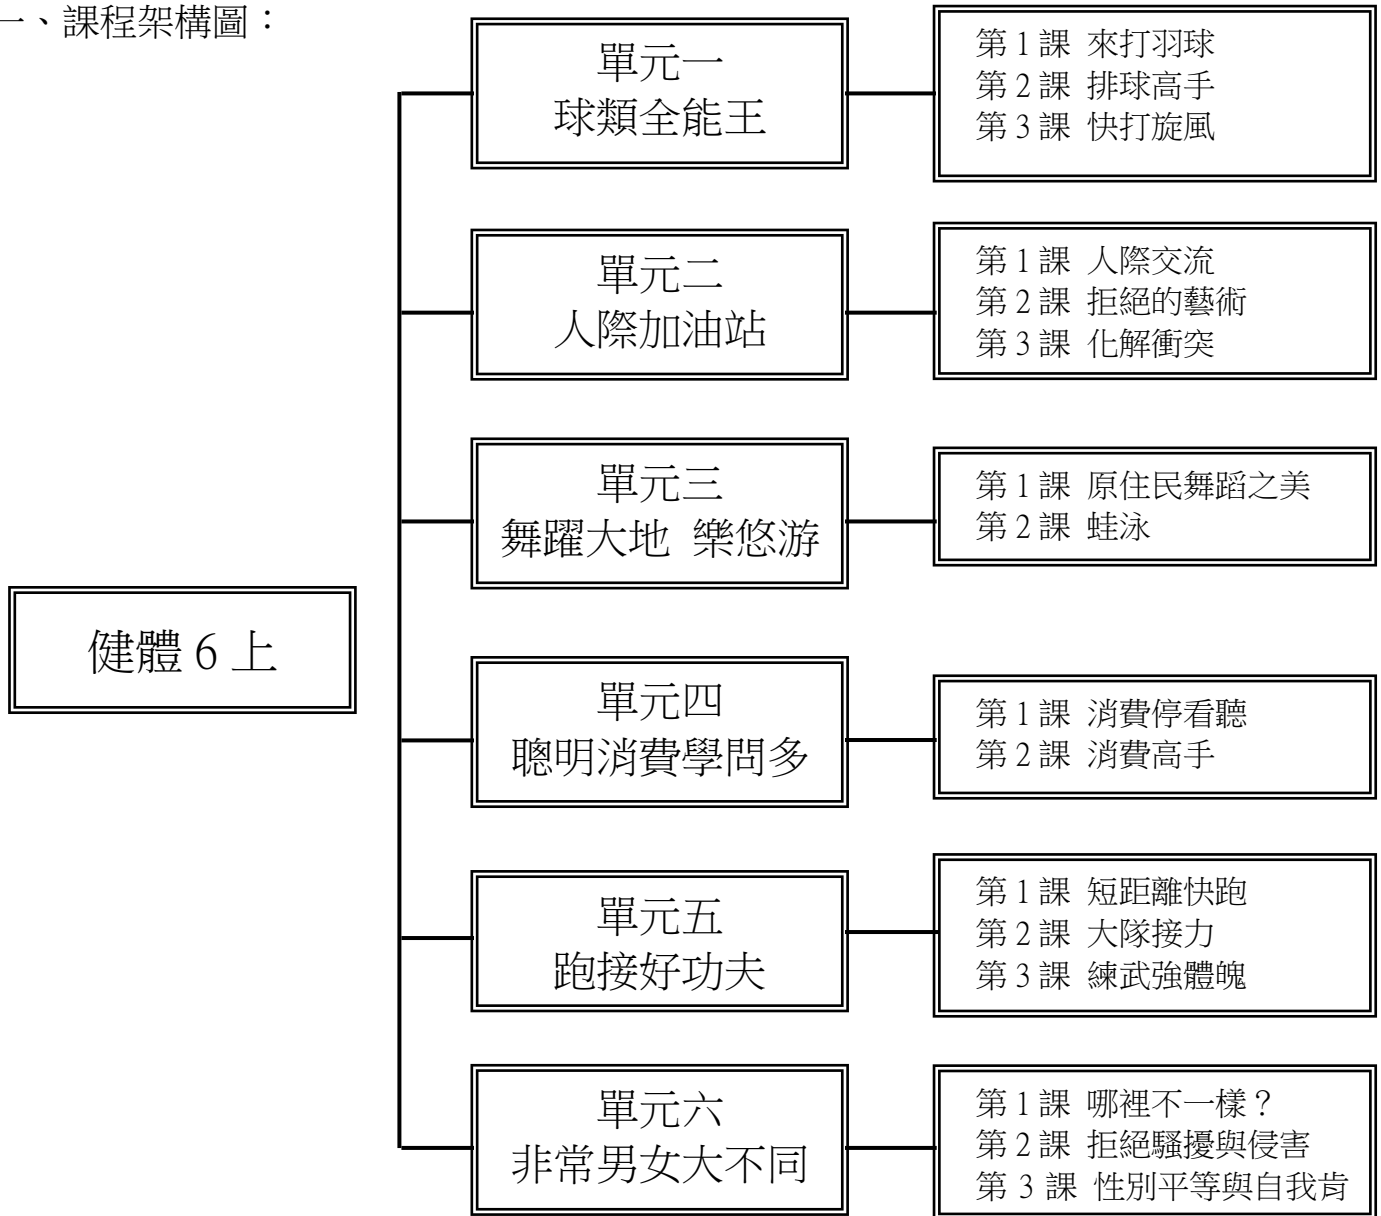 一、課程架構圖：
健體 6 上
單元一
球類全能王
第 1 課 來打羽球
第 2 課 排球高手
第 3 課 快打旋風
單元二
人際加油站
第 1 課 人際交流
第 2 課 拒絕的藝術
第 3 課 化解衝突
單元三
舞躍大地 樂悠游
第 1 課 原住民舞蹈之美
第 2 課 蛙泳
單元四
聰明消費學問多
第 1 課 消費停看聽
第 2 課 消費高手
單元五
跑接好功夫
第 1 課 短距離快跑
第 2 課 大隊接力
第 3 課 練武強體魄
單元六
非常男女大不同
第 1 課 哪裡不一樣？
第 2 課 拒絕騷擾與侵害
第 3 課 性別平等與自我肯